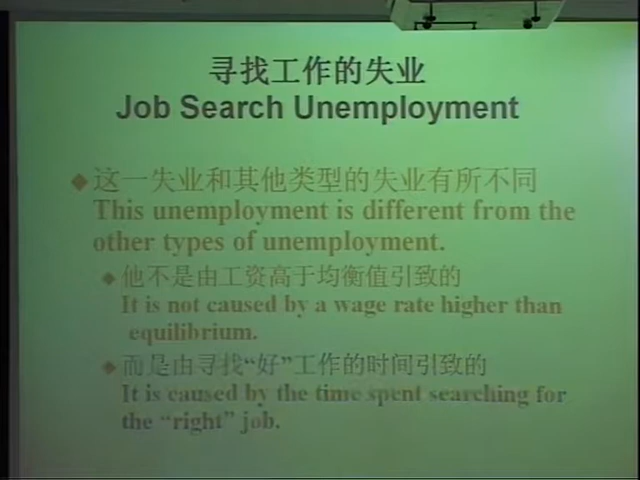 寻找工作的失业
Job Search Unemployment
这一失业和其他类型的失业有所不同
This unemployment is different from the
other types of unemployment.
他不是由工资高于均衡值引致的
It is not caused by a wage rate higher than
equilibrium.
而是由寻找“好”工作的时间引致的
It is caused by the time spent searching for
the “right” job.